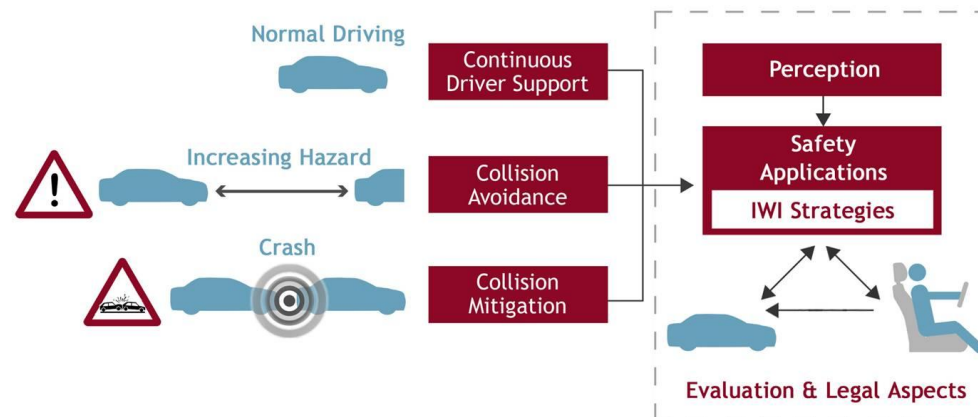 Normal Driving
Continuous
Driver Support
Perception
Increasing Hazard
Collision
Avoidance
Safety
Applications
IWI Strategies
Crash
Collision
Mitigation
Evaluation & Legal Aspects